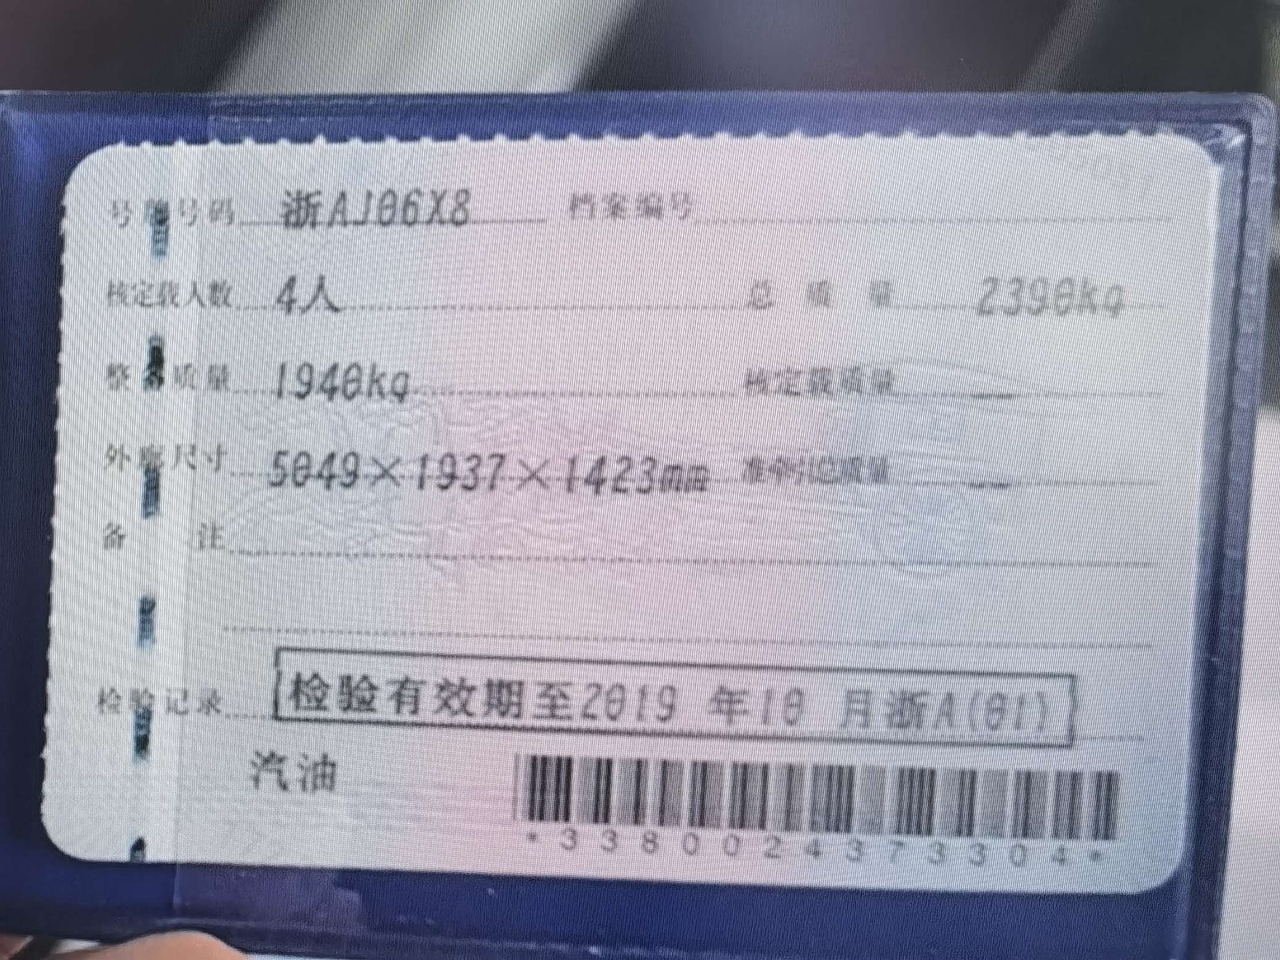 号牌号码 浙AJ06X8 档案编号
核定载人数 4人 总质量 2390kg
整备质量 1940kg 核定载质量 —
外廓尺寸 5049×1937×1423mm 准牵引总质量 —
备注
检验记录 检验有效期至2019 年10 月浙A(01)
汽油
*3380024373304*